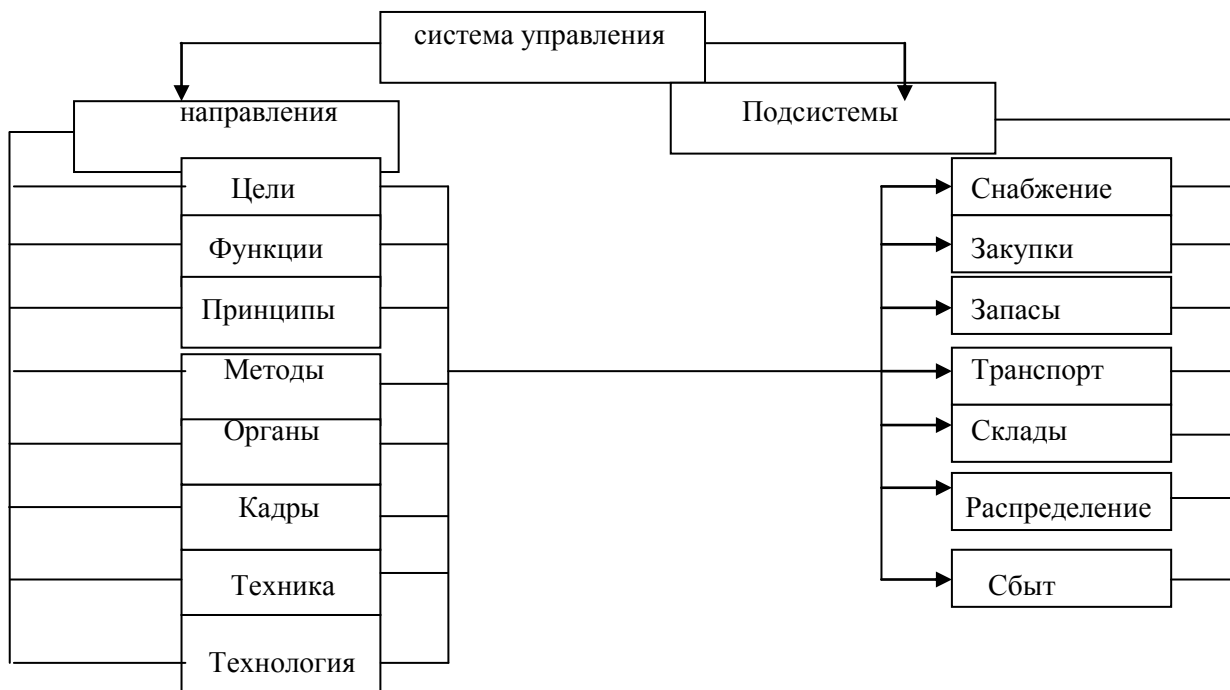 система управления
направления
Подсистемы
Цели
Функции
Принципы
Методы
Органы
Кадры
Техника
Технология
Снабжение
Закупки
Запасы
Транспорт
Склады
Распределение
Сбыт